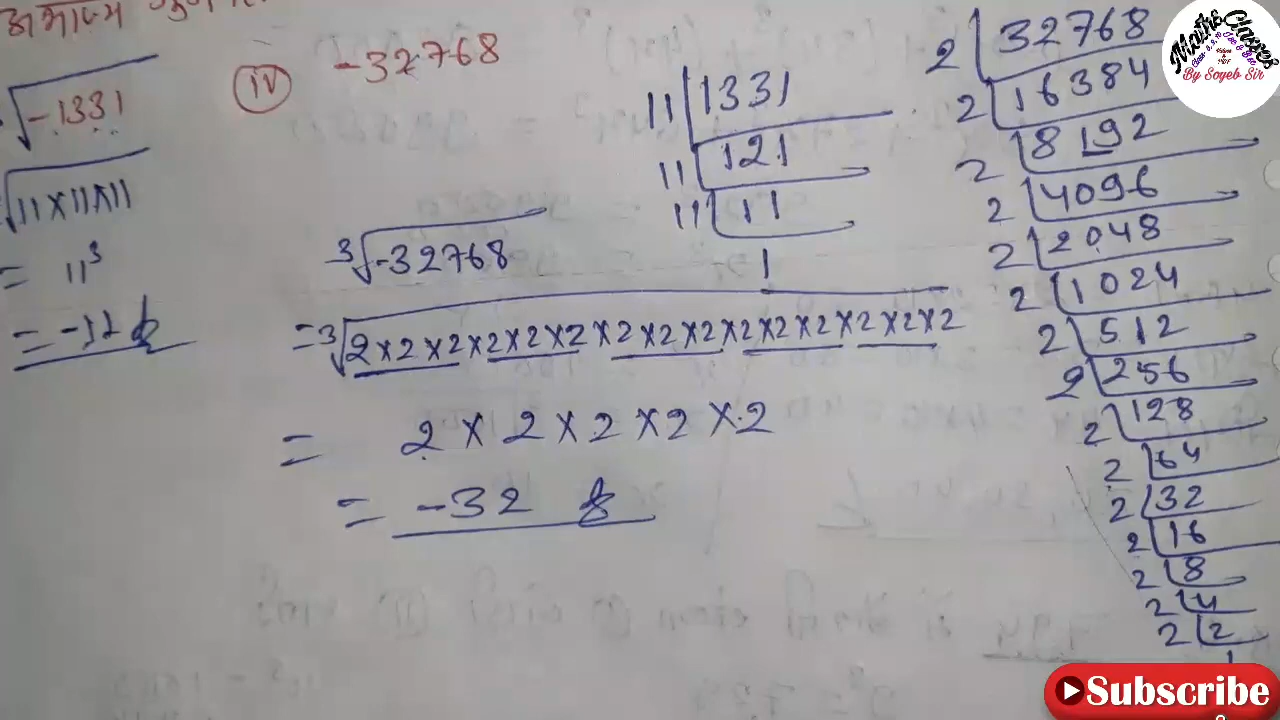 अभाज्य
√-1331
√11×11×11
= 11³
= -11
(iv) -32768
³√-32768
= ³√2×2×2×2×2×2×2×2×2×2×2×2×2×2×2
= 2×2×2×2×2
= -32
11 | 1331
11 | 121
11 | 11
1
2 | 32768
2 | 16384
2 | 8192
2 | 4096
2 | 2048
2 | 1024
2 | 512
2 | 256
2 | 128
2 | 64
2 | 32
2 | 16
2 | 8
2 | 4
2 | 2
1
Maths Classes
By Soyeb Sir
Subscribe